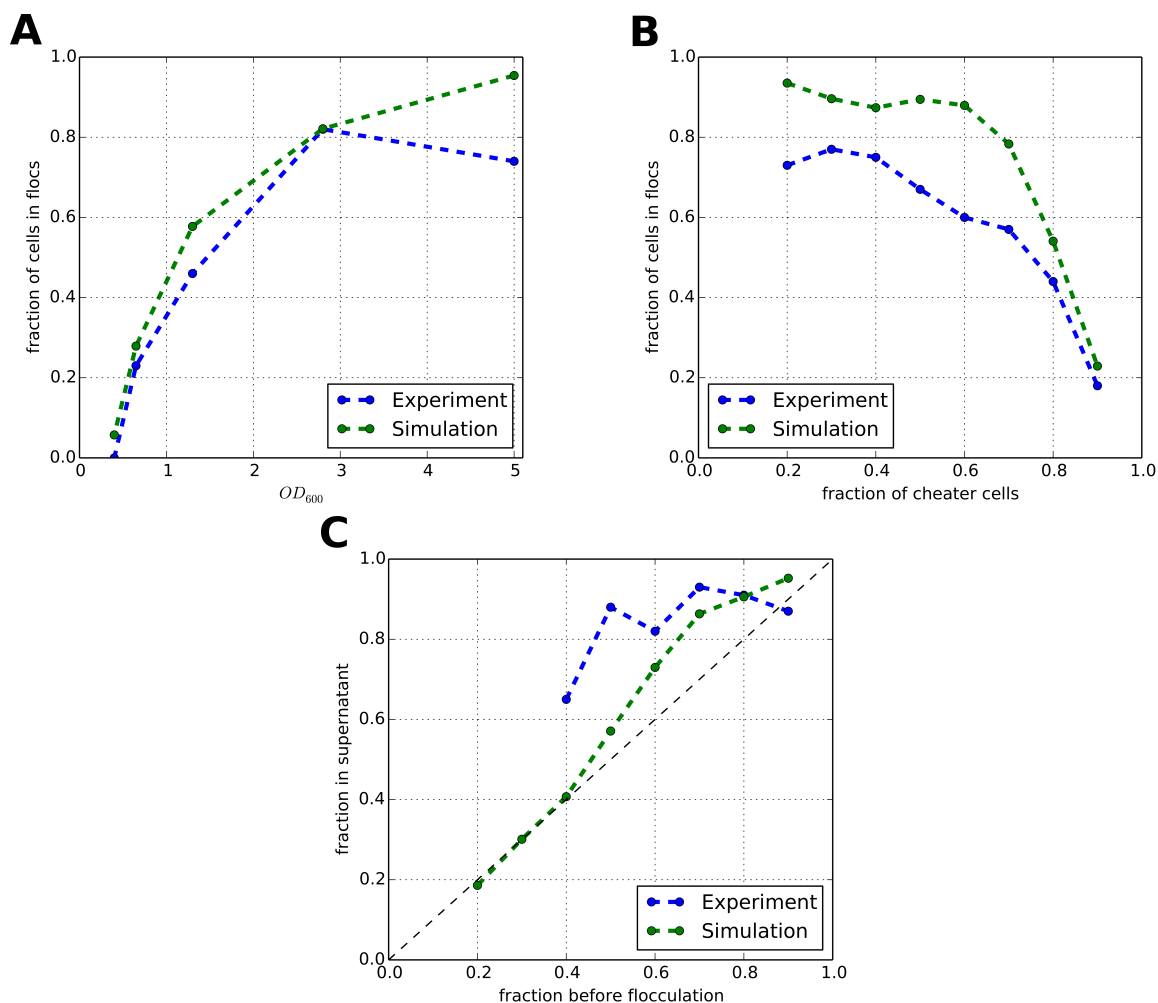 A
1.0
0.8
0.6
0.4
0.2
0.0
fraction of cells in flocs
0 1 2 3 4 5
OD600
Experiment
Simulation
B
1.0
0.8
0.6
0.4
0.2
0.0
fraction of cells in flocs
0.0 0.2 0.4 0.6 0.8 1.0
fraction of cheater cells
Experiment
Simulation
C
1.0
0.8
0.6
0.4
0.2
0.0
fraction in supernatant
0.0 0.2 0.4 0.6 0.8 1.0
fraction before flocculation
Experiment
Simulation